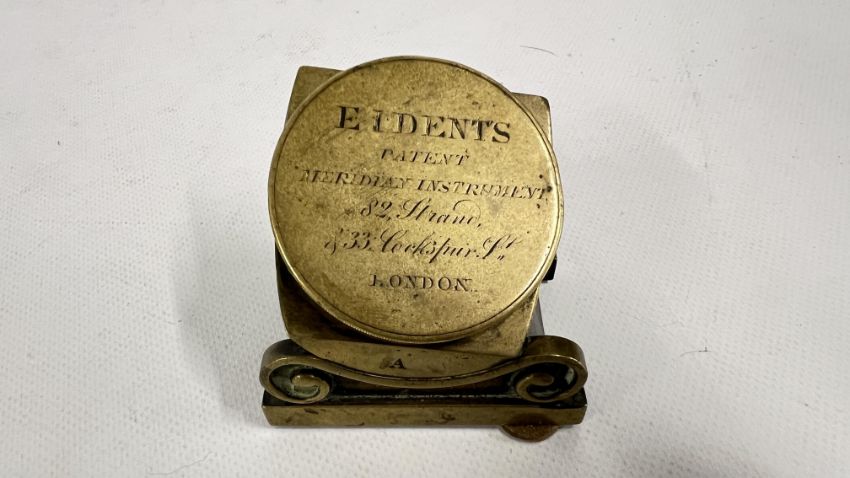 E I DENTS
PATENT
MERIDIAN INSTRUMENT
82, Strand,
& 33. Cockspur St.
LONDON.
A